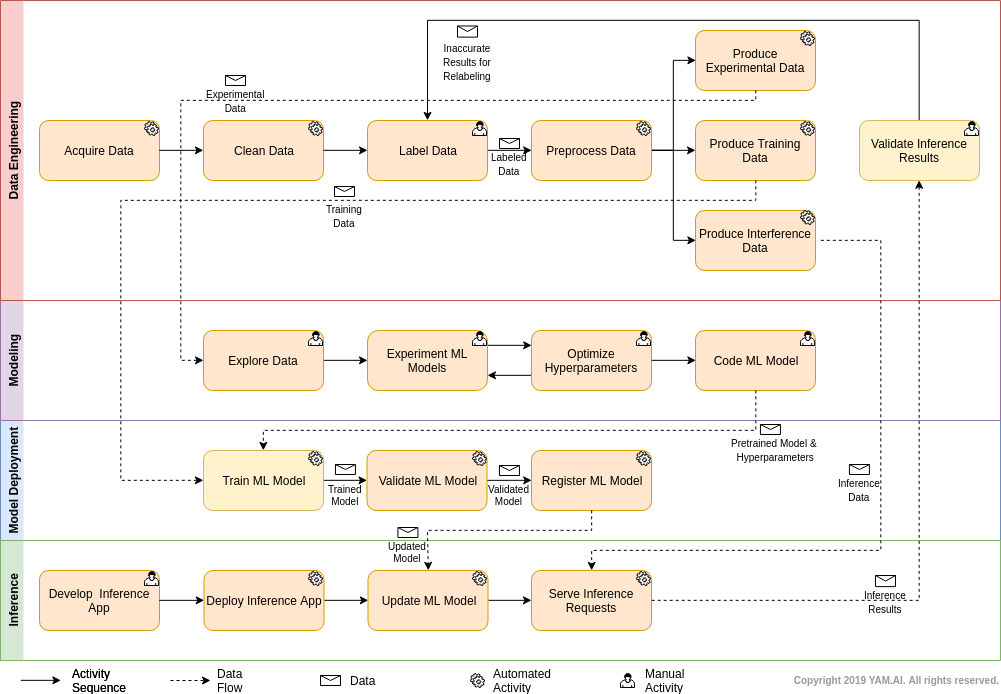 Data Engineering
Inaccurate
Results for
Relabeling
Produce
Experimental Data
Experimental
Data
Acquire Data
Clean Data
Label Data
Labeled
Data
Preprocess Data
Produce Training
Data
Validate Inference
Results
Training
Data
Produce Interference
Data
Modeling
Explore Data
Experiment ML
Models
Optimize
Hyperparameters
Code ML Model
Model Deployment
Pretrained Model &
Hyperparameters
Train ML Model
Trained
Model
Validate ML Model
Validated
Model
Register ML Model
Inference
Data
Updated
Model
Inference
Develop Inference
App
Deploy Inference App
Update ML Model
Serve Inference
Requests
Inference
Results
Activity
Sequence
Data
Flow
Data
Automated
Activity
Manual
Activity
Copyright 2019 YAM.AI. All rights reserved.